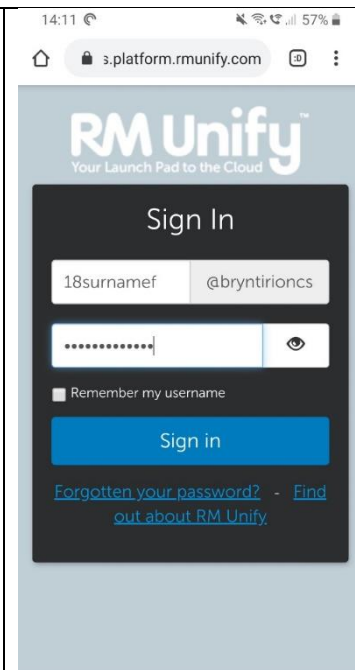 14:11 57%
s.platform.rmunify.com :D
RM Unify™
Your Launch Pad to the Cloud
Sign In
18surnamef @bryntirioncs
•••••••••••••
Remember my username
Sign in
Forgotten your password? - Find
out about RM Unify